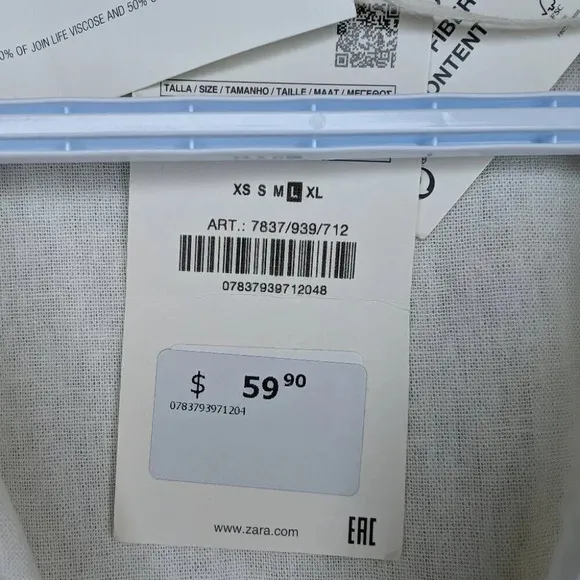 0% OF JOIN LIFE VISCOSE AND 50% O
FIBER
CONTENT
TALLA / SIZE / TAMANHO / TAILLE / MAAT / ΜΕΓΕΘΟΣ
XS S M L XL
ART.: 7837/939/712
07837939712048
$ 59 90
0783793971204
www.zara.com
EAC